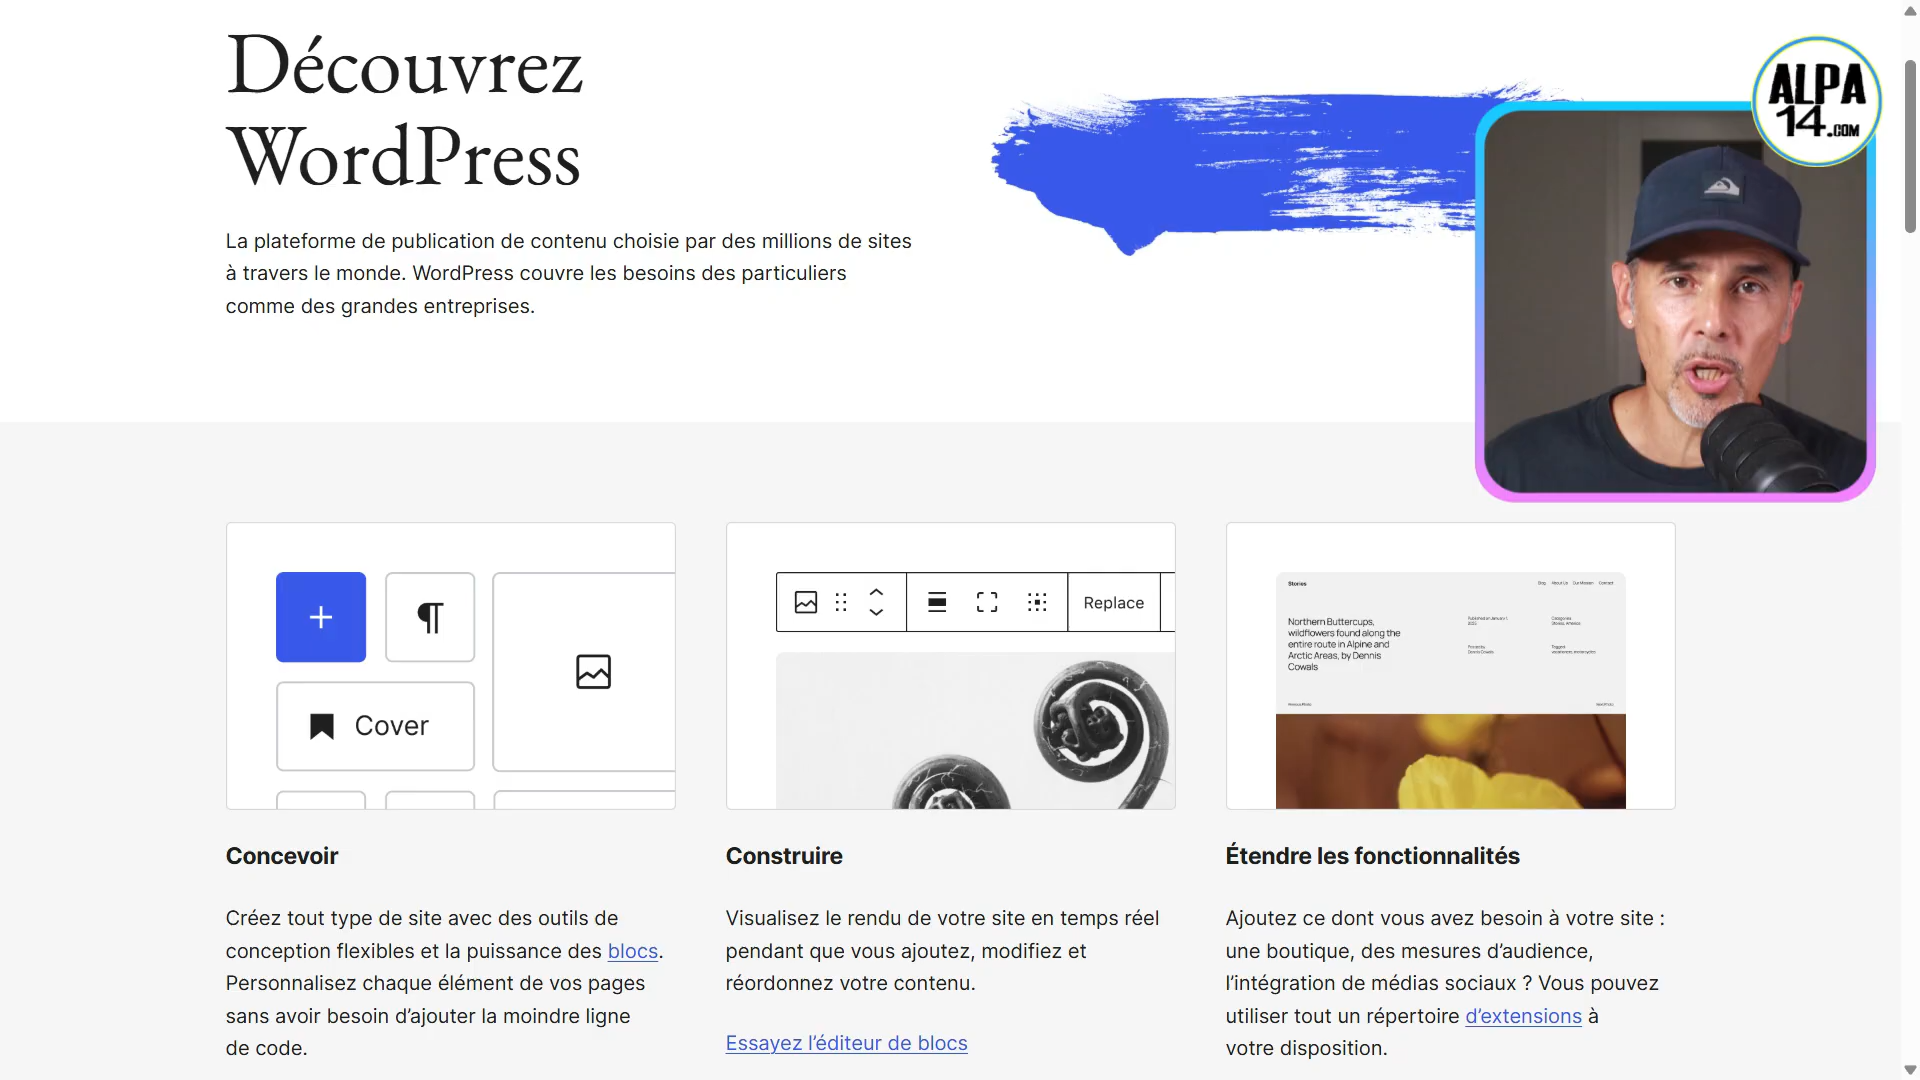 Découvrez
WordPress
La plateforme de publication de contenu choisie par des millions de sites
à travers le monde. WordPress couvre les besoins des particuliers
comme des grandes entreprises.
ALPA
14.COM
¶
Cover
Replace
Stories
Blog About Us Our Mission Contact
Northern Buttercups,
wildflowers found along the
entire route in Alpine and
Arctic Areas, by Dennis
Cowals
Concevoir
Créez tout type de site avec des outils de
conception flexibles et la puissance des blocs.
Personnalisez chaque élément de vos pages
sans avoir besoin d’ajouter la moindre ligne
de code.
Construire
Visualisez le rendu de votre site en temps réel
pendant que vous ajoutez, modifiez et
réordonnez votre contenu.
Essayez l’éditeur de blocs
Étendre les fonctionnalités
Ajoutez ce dont vous avez besoin à votre site :
une boutique, des mesures d’audience,
l’intégration de médias sociaux ? Vous pouvez
utiliser tout un répertoire d’extensions à
votre disposition.